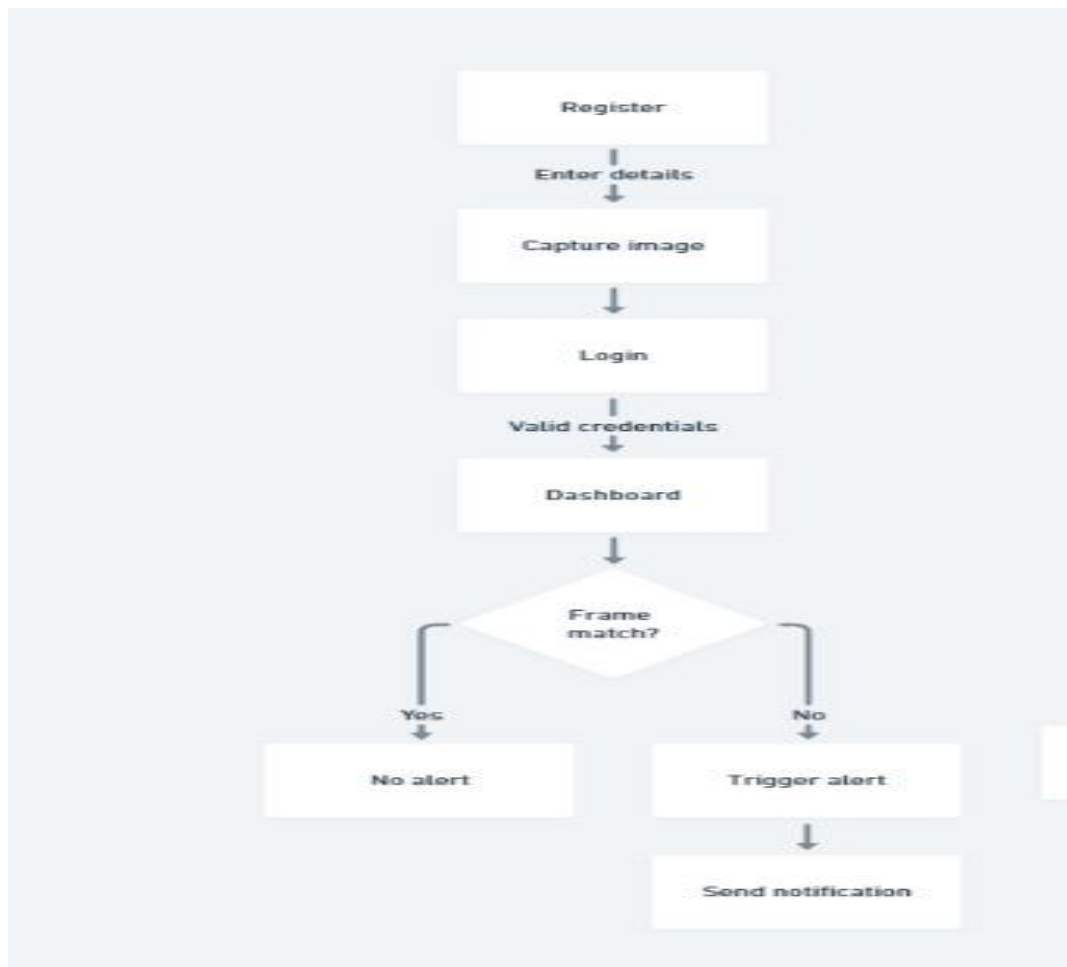 Register
Enter details
Capture image
Login
Valid credentials
Dashboard
Frame
match?
Yes
No
No alert
Trigger alert
Send notification